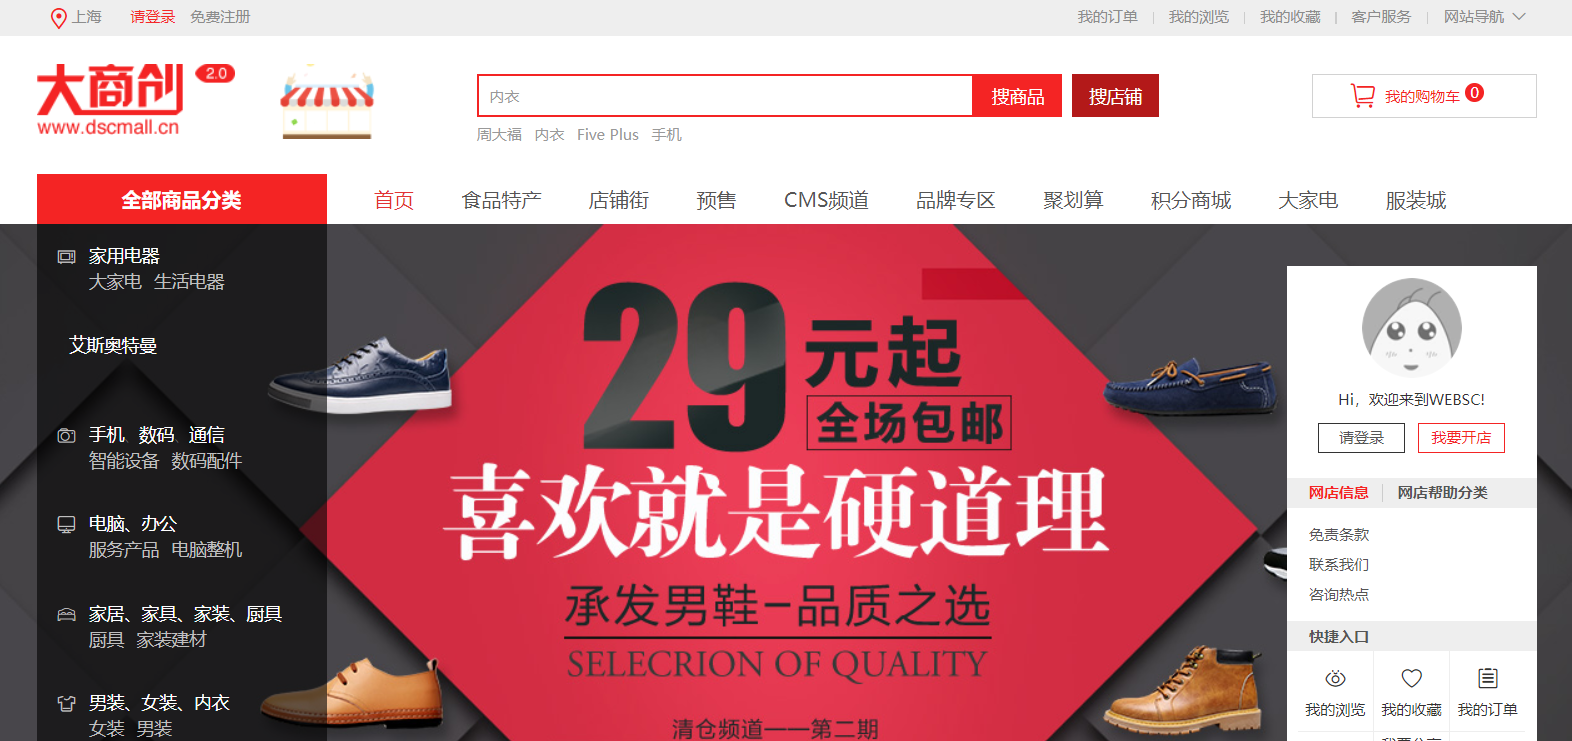 上海 请登录 免费注册 我的订单 我的浏览 我的收藏 客户服务 网站导航
大商创 2.0
www.dscmall.cn
内衣 搜商品 搜店铺
周大福 内衣 Five Plus 手机
我的购物车 0
全部商品分类 首页 食品特产 店铺街 预售 CMS频道 品牌专区 聚划算 积分商城 大家电 服装城
家用电器
大家电 生活电器
艾斯奥特曼
手机、数码、通信
智能设备 数码配件
电脑、办公
服务产品 电脑整机
家居、家具、家装、厨具
厨具 家装建材
男装、女装、内衣
女装 男装
29元起
全场包邮
喜欢就是硬道理
承发男鞋-品质之选
SELECRION OF QUALITY
清仓频道——第二期
Hi，欢迎来到WEBSC!
请登录 我要开店
网店信息 网店帮助分类
免责条款
联系我们
咨询热点
快捷入口
我的浏览 我的收藏 我的订单